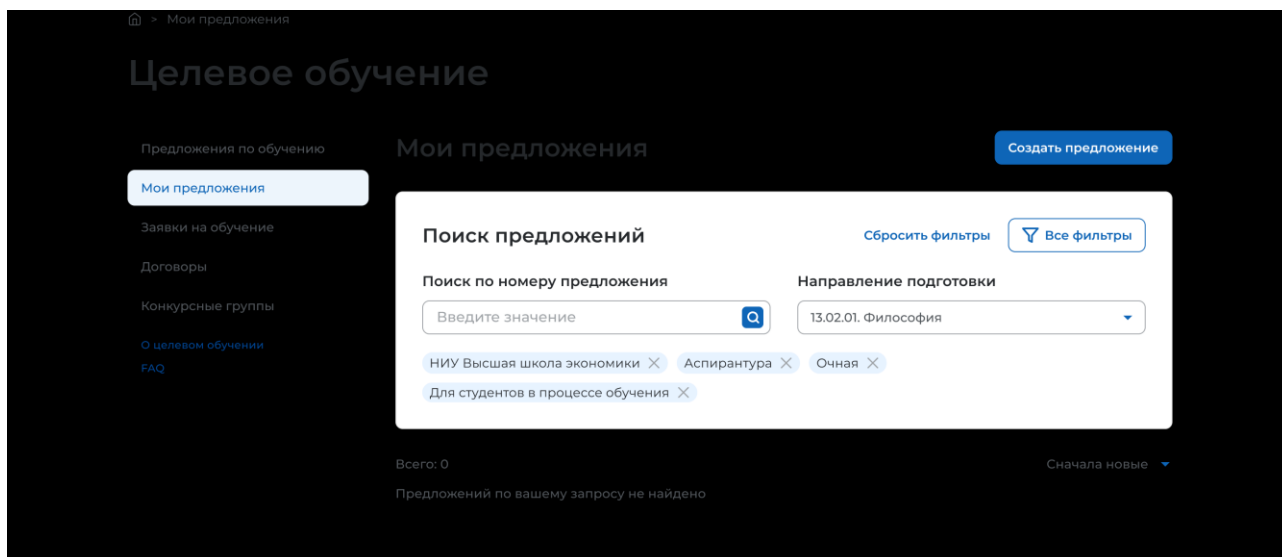 > Мои предложения
Целевое обучение
Предложения по обучению
Мои предложения
Заявки на обучение
Договоры
Конкурсные группы
О целевом обучении
FAQ
Мои предложения
Создать предложение
Поиск предложений
Сбросить фильтры
Все фильтры
Поиск по номеру предложения
Направление подготовки
Введите значение
13.02.01. Философия
НИУ Высшая школа экономики
Аспирантура
Очная
Для студентов в процессе обучения
Всего: 0
Сначала новые
Предложений по вашему запросу не найдено